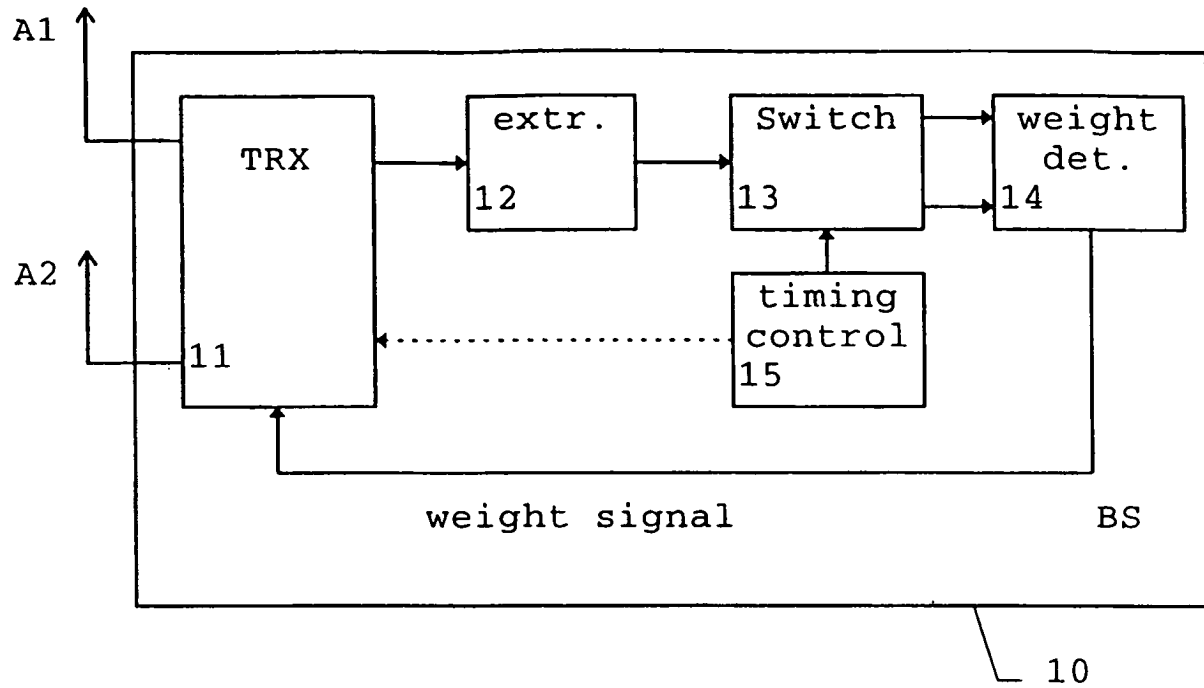 A1
extr.
Switch
weight
det.
TRX
12
13
14
A2
timing
control
11
15
weight signal
BS
10